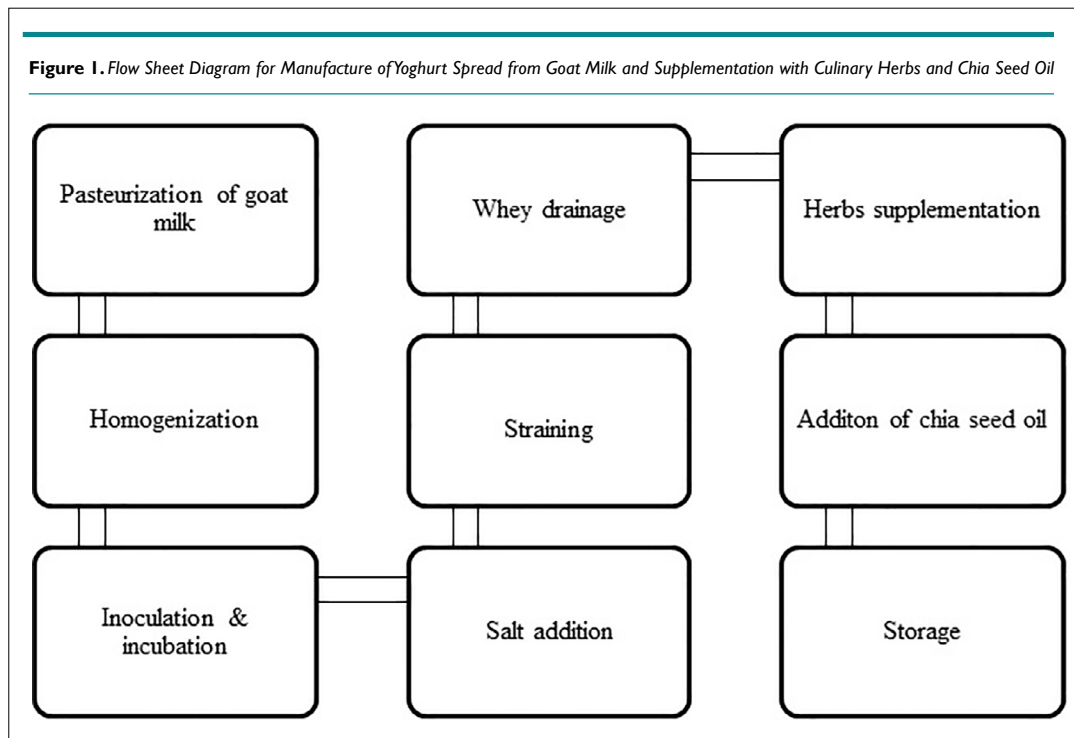 Figure 1. Flow Sheet Diagram for Manufacture of Yoghurt Spread from Goat Milk and Supplementation with Culinary Herbs and Chia Seed Oil
Pasteurization of goat
milk
Homogenization
Inoculation &
incubation
Salt addition
Straining
Whey drainage
Herbs supplementation
Additon of chia seed oil
Storage